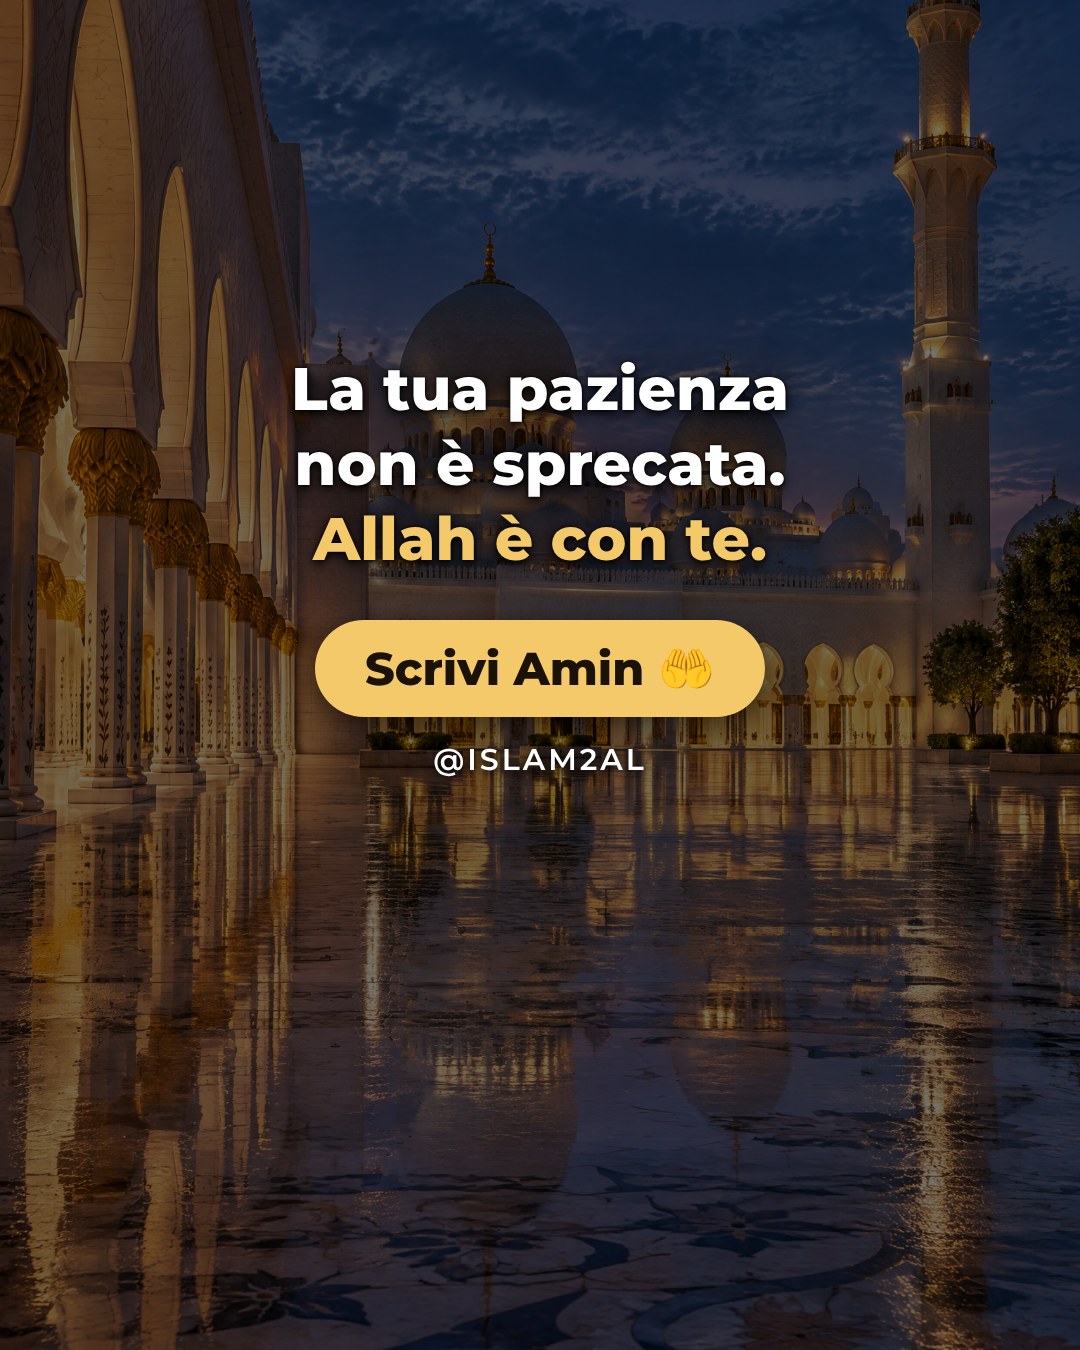 La tua pazienza
non è sprecata.
Allah è con te.
Scrivi Amin 🤲
@ISLAM2AL